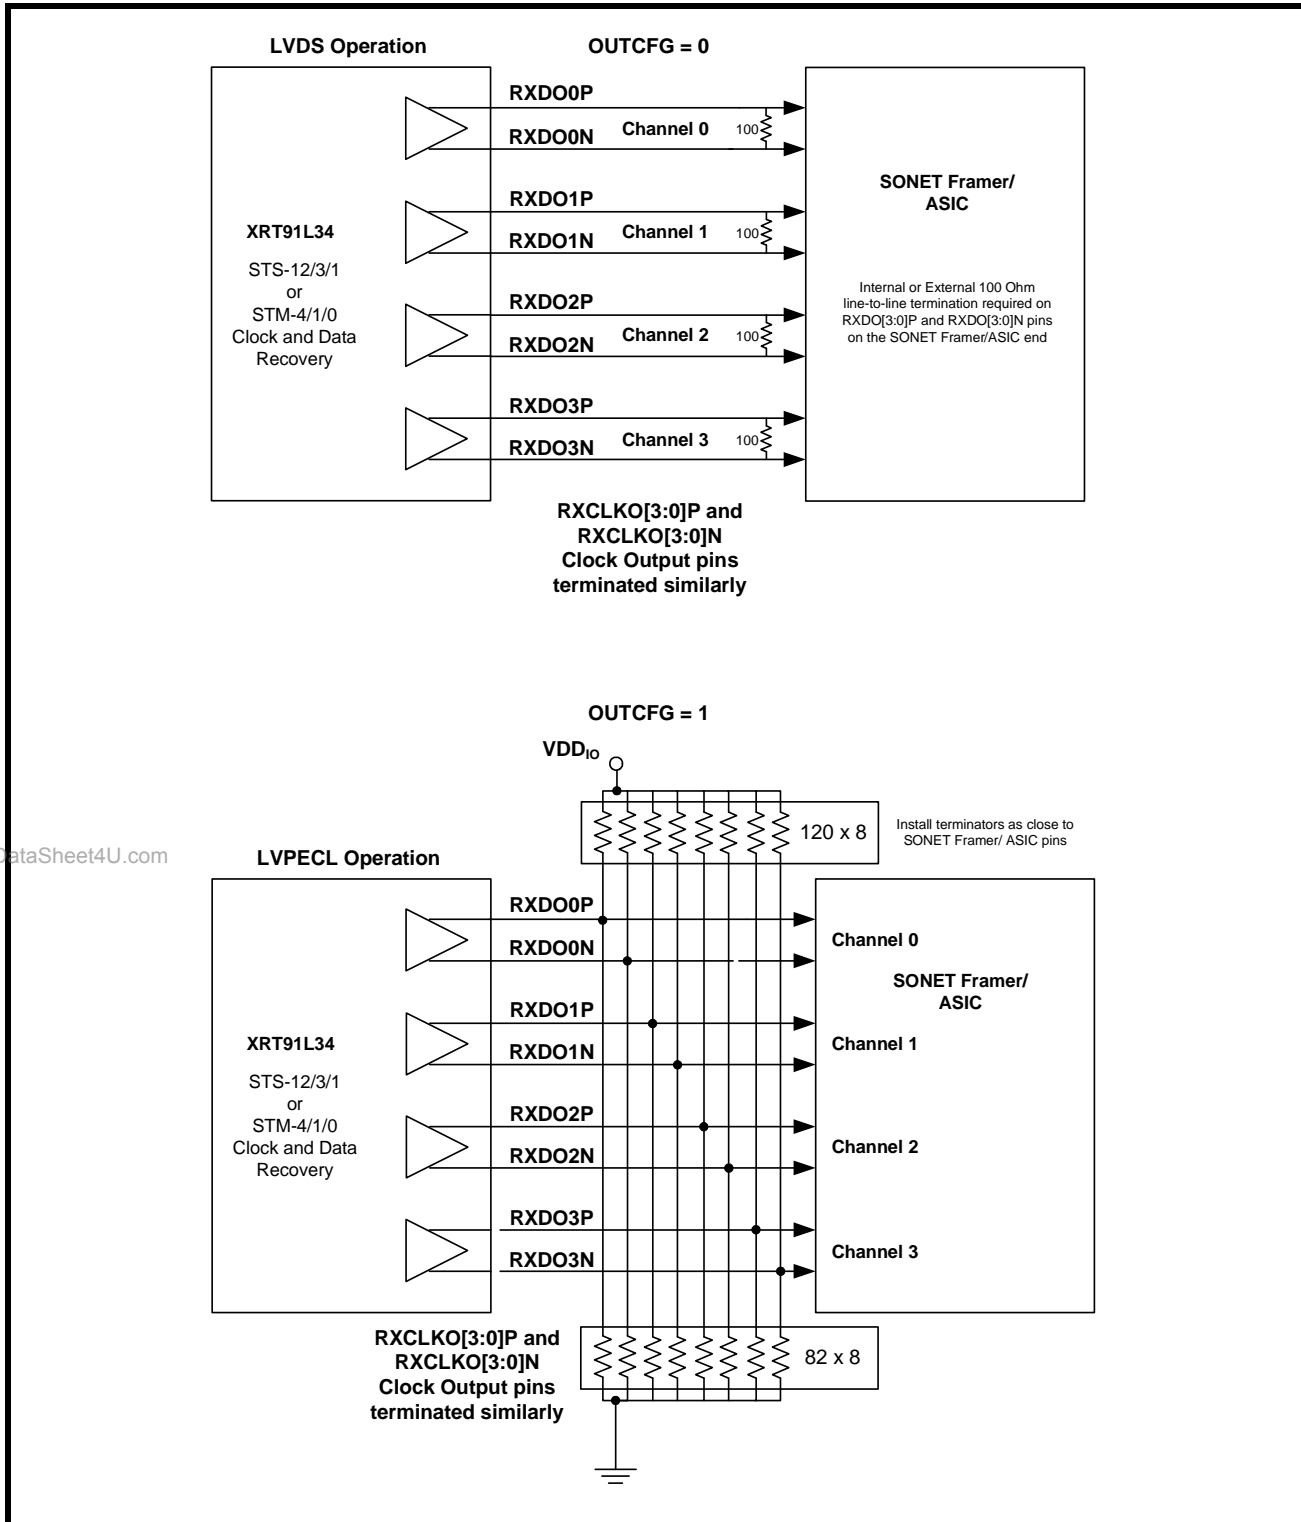 LVDS Operation
OUTCFG = 0
RXDO0P
Channel 0
100
RXDO0N
RXDO1P
Channel 1
100
RXDO1N
RXDO2P
Channel 2
100
RXDO2N
RXDO3P
Channel 3
100
RXDO3N
XRT91L34
STS-12/3/1
or
STM-4/1/0
Clock and Data
Recovery
SONET Framer/
ASIC
Internal or External 100 Ohm
line-to-line termination required on
RXDO[3:0]P and RXDO[3:0]N pins
on the SONET Framer/ASIC end
RXCLKO[3:0]P and
RXCLKO[3:0]N
Clock Output pins
terminated similarly
OUTCFG = 1
VDDIO
120 x 8
Install terminators as close to
SONET Framer/ ASIC pins
DataSheet4U.com
LVPECL Operation
RXDO0P
RXDO0N
Channel 0
RXDO1P
RXDO1N
Channel 1
RXDO2P
RXDO2N
Channel 2
RXDO3P
RXDO3N
Channel 3
XRT91L34
STS-12/3/1
or
STM-4/1/0
Clock and Data
Recovery
SONET Framer/
ASIC
RXCLKO[3:0]P and
RXCLKO[3:0]N
Clock Output pins
terminated similarly
82 x 8